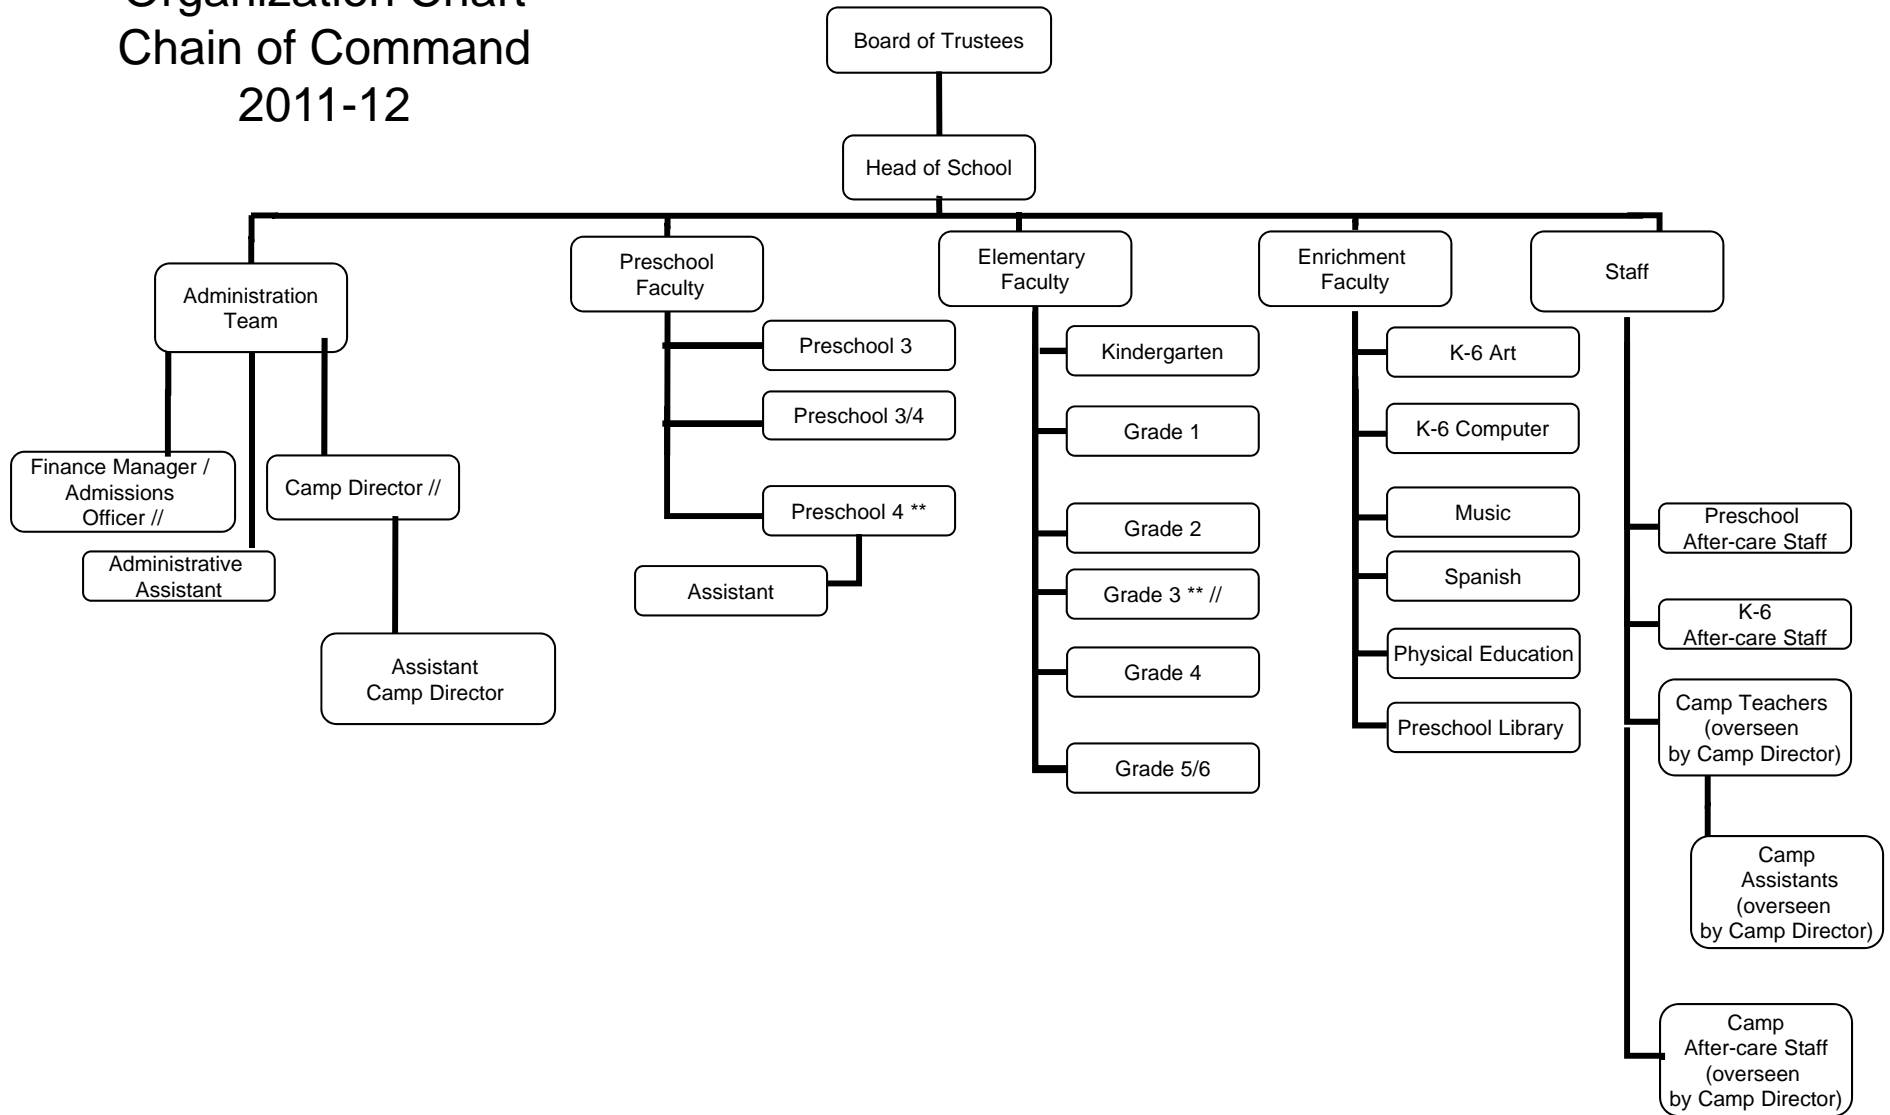 Organization Chart
Chain of Command
2011-12
Board of Trustees
Head of School
Administration
Team
Finance Manager /
Admissions
Officer //
Administrative
Assistant
Camp Director //
Assistant
Camp Director
Preschool
Faculty
Preschool 3
Preschool 3/4
Preschool 4 **
Assistant
Elementary
Faculty
Kindergarten
Grade 1
Grade 2
Grade 3 ** //
Grade 4
Grade 5/6
Enrichment
Faculty
K-6 Art
K-6 Computer
Music
Spanish
Physical Education
Preschool Library
Staff
Preschool
After-care Staff
K-6
After-care Staff
Camp Teachers
(overseen
by Camp Director)
Camp
Assistants
(overseen
by Camp Director)
Camp
After-care Staff
(overseen
by Camp Director)